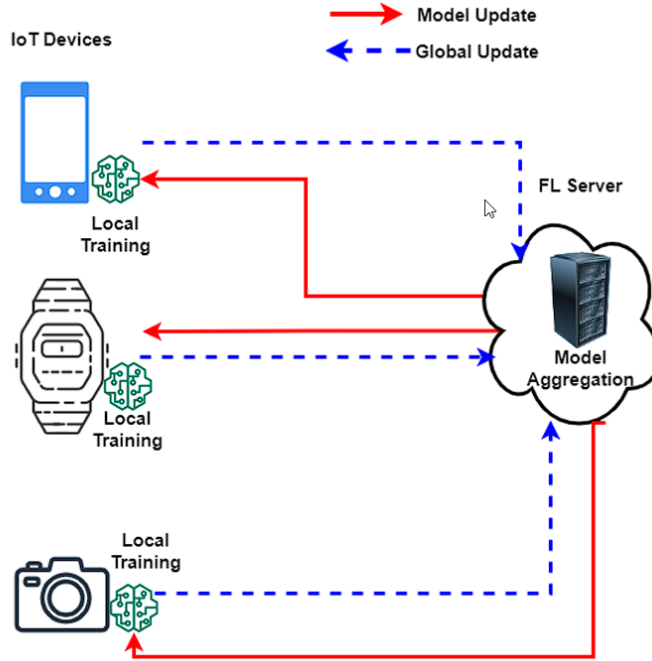 Model Update
IoT Devices
Global Update
FL Server
Local
Training
Model
Aggregation
Local
Training
Local
Training